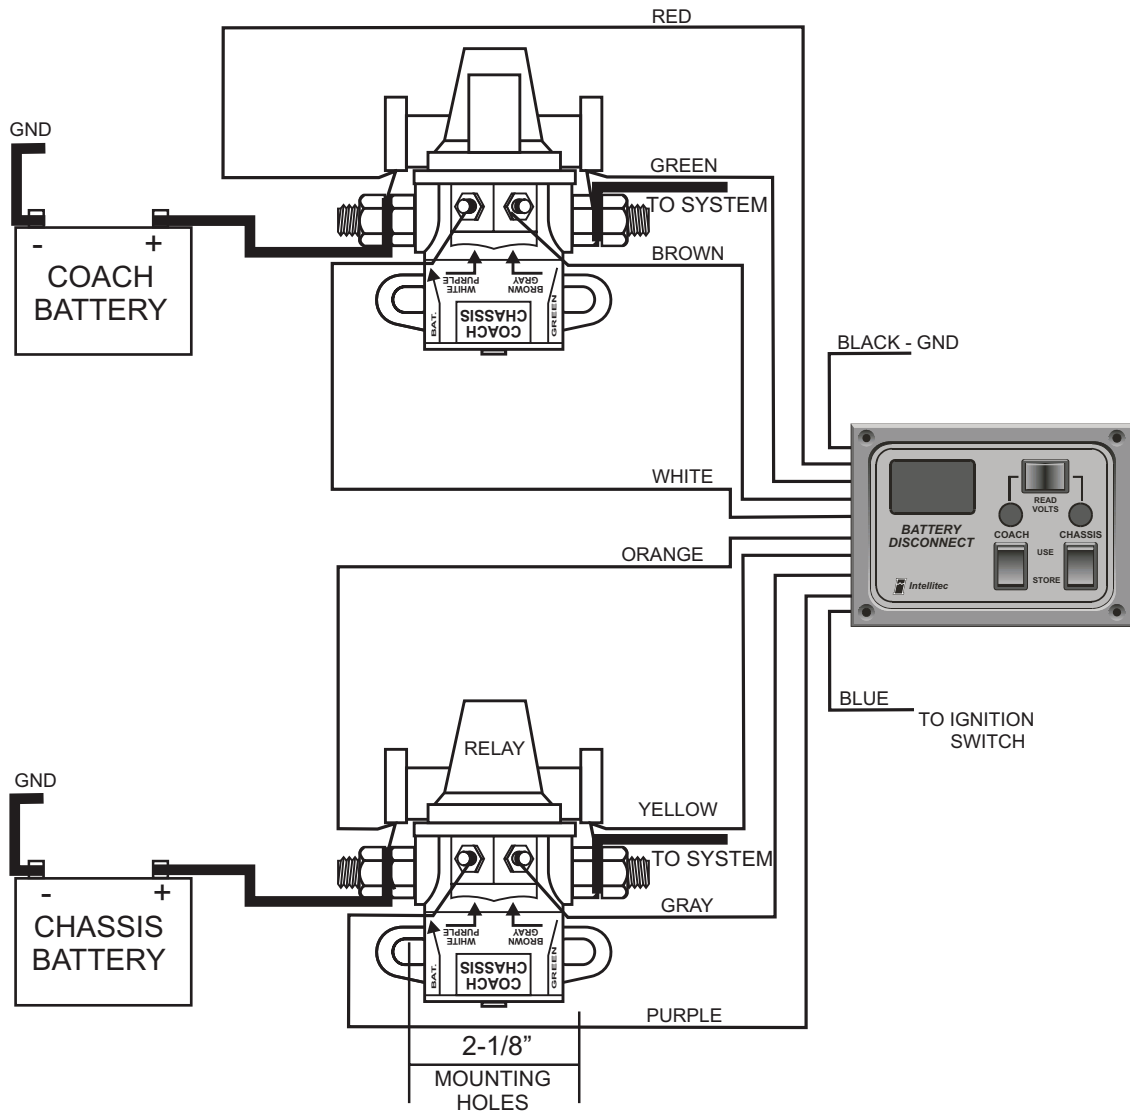 RED
GND
GREEN
TO SYSTEM
- +
COACH
BATTERY
BROWN
WHITE
PURPLE
BROWN
GRAY
BAT.
COACH
CHASSIS
GREEN
BLACK - GND
WHITE
READ
VOLTS
BATTERY
DISCONNECT
COACH
CHASSIS
USE
STORE
Intellitec
ORANGE
BLUE
TO IGNITION
SWITCH
RELAY
GND
YELLOW
TO SYSTEM
- +
CHASSIS
BATTERY
GRAY
WHITE
PURPLE
BROWN
GRAY
BAT.
COACH
CHASSIS
GREEN
PURPLE
2-1/8”
MOUNTING
HOLES